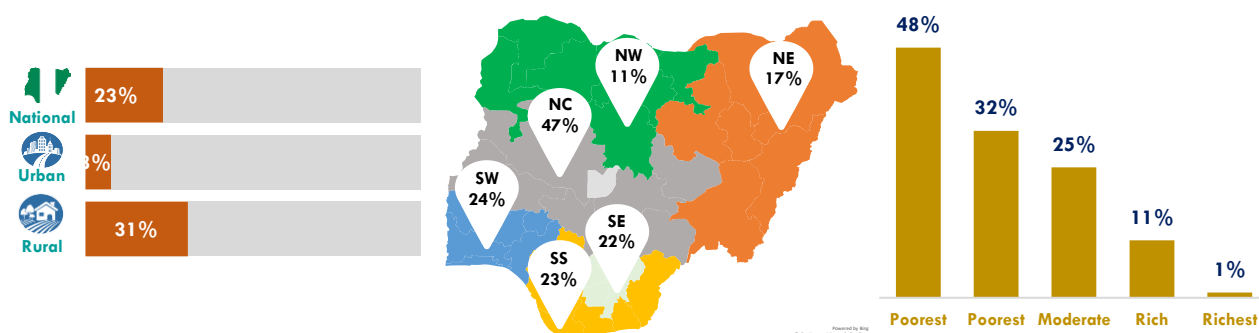 23%
National
8%
Urban
31%
Rural
NW
11%
NE
17%
NC
47%
SW
24%
SE
22%
SS
23%
Powered by Bing
48%
32%
25%
11%
1%
Poorest
Poorest
Moderate
Rich
Richest